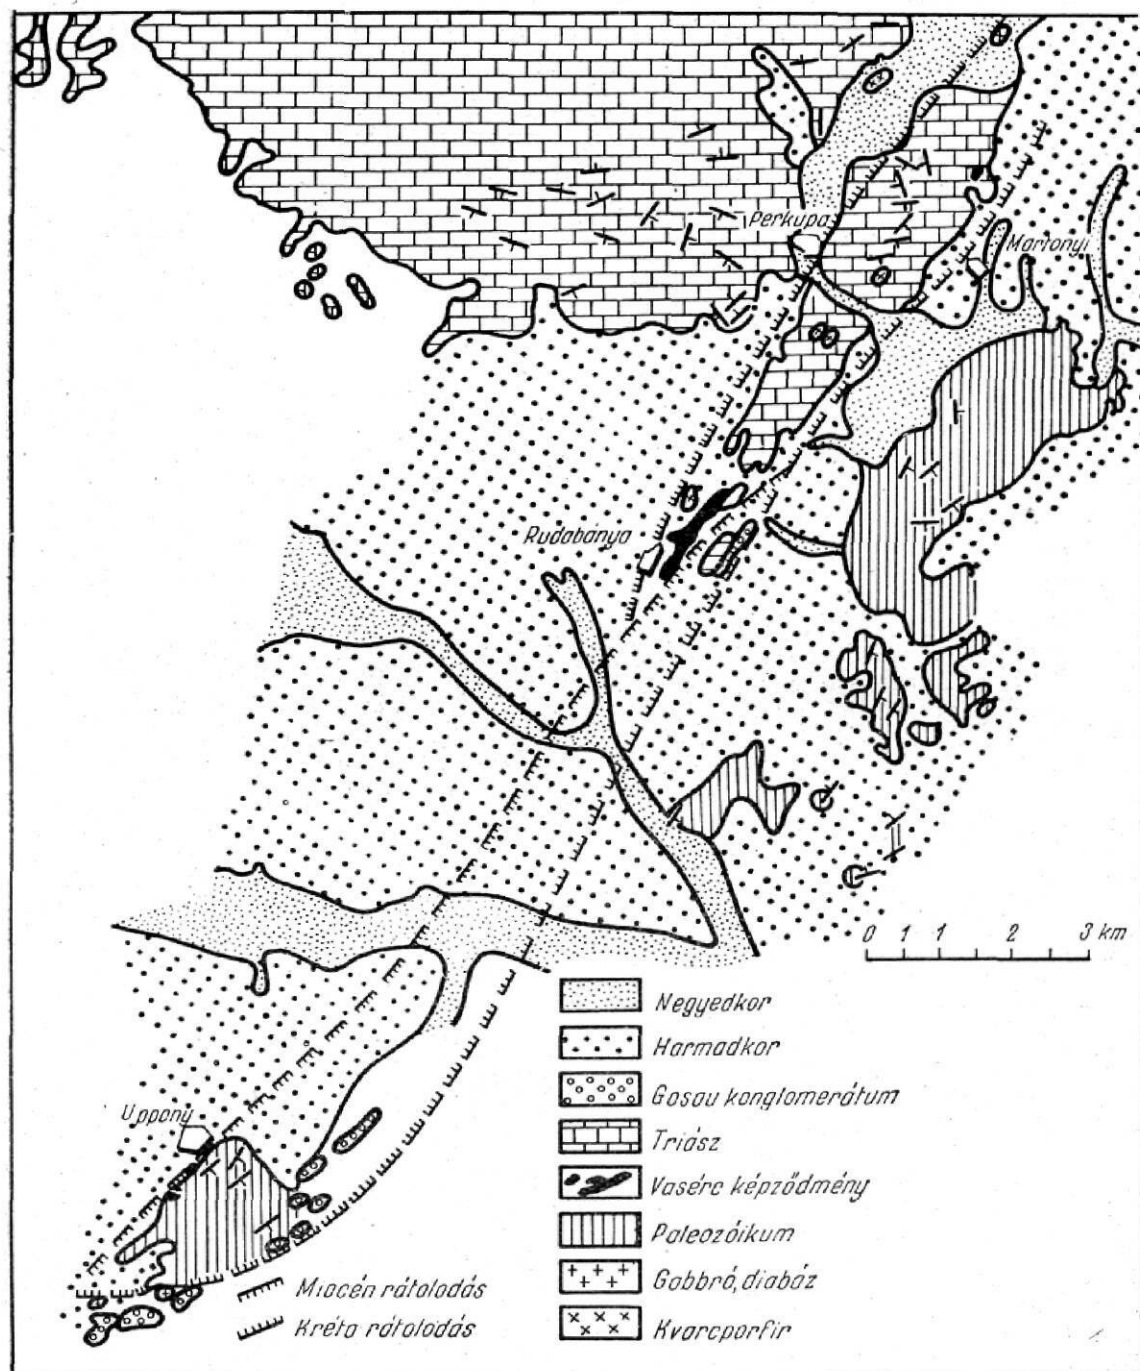 Perkupa
Martonyi
Rudabánya
0 1 1 2 3 km
Uppony
Negyedkor
Harmadkor
Gosau konglomerátum
Triász
Vasérc képződmény
Paleozóikum
Gabbró, diabáz
Kvarcporfir
Miocén rátolódás
Kréta rátolódás